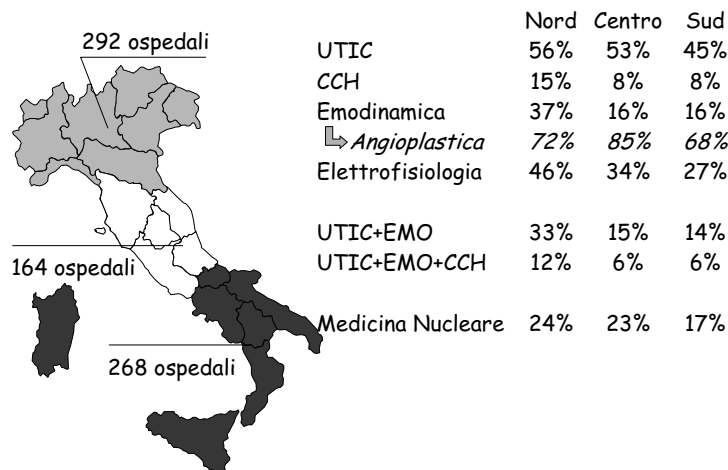 292 ospedali
164 ospedali
268 ospedali
Nord Centro Sud
UTIC 56% 53% 45%
CCH 15% 8% 8%
Emodinamica 37% 16% 16%
Angioplastica 72% 85% 68%
Elettrofisiologia 46% 34% 27%
UTIC+EMO 33% 15% 14%
UTIC+EMO+CCH 12% 6% 6%
Medicina Nucleare 24% 23% 17%